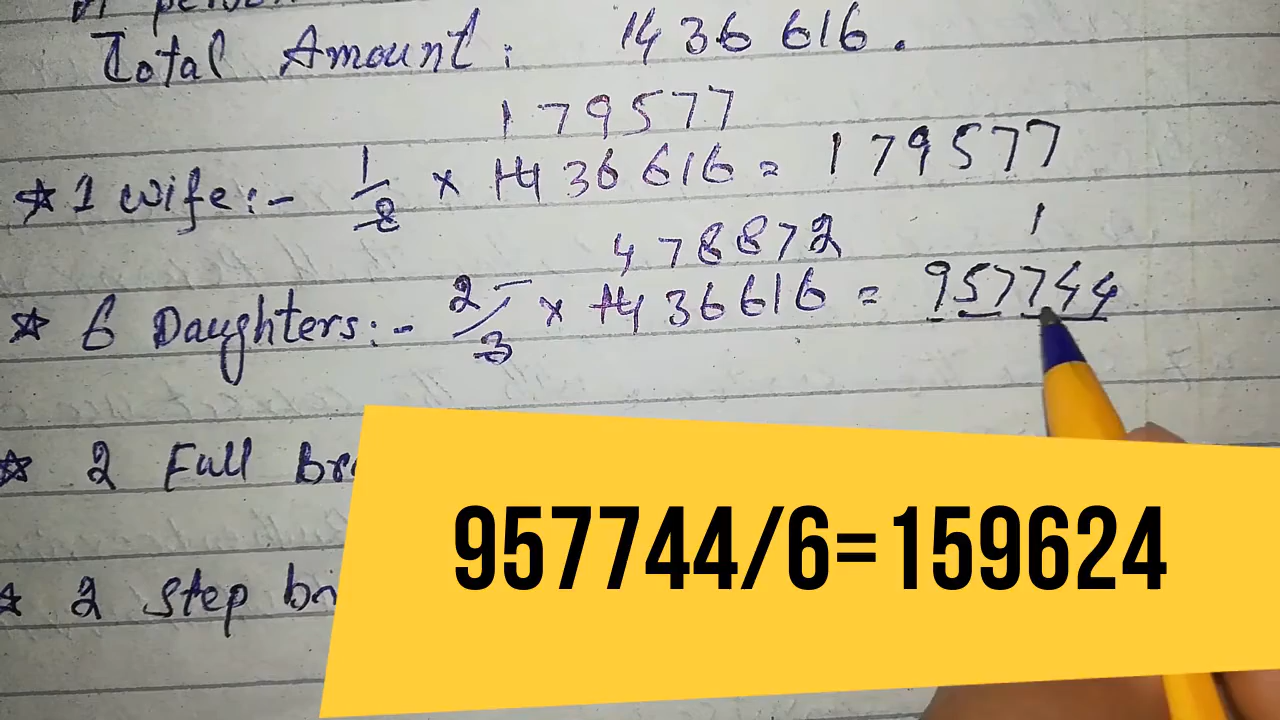 Total Amount: 1436616.
179577
☆ 1 Wife:- 1/8 × 1436616 = 179577
478872 1
☆ 6 Daughters:- 2/3 × 1436616 = 957744
☆ 2 Full
☆ 2 Step
957744/6=159624